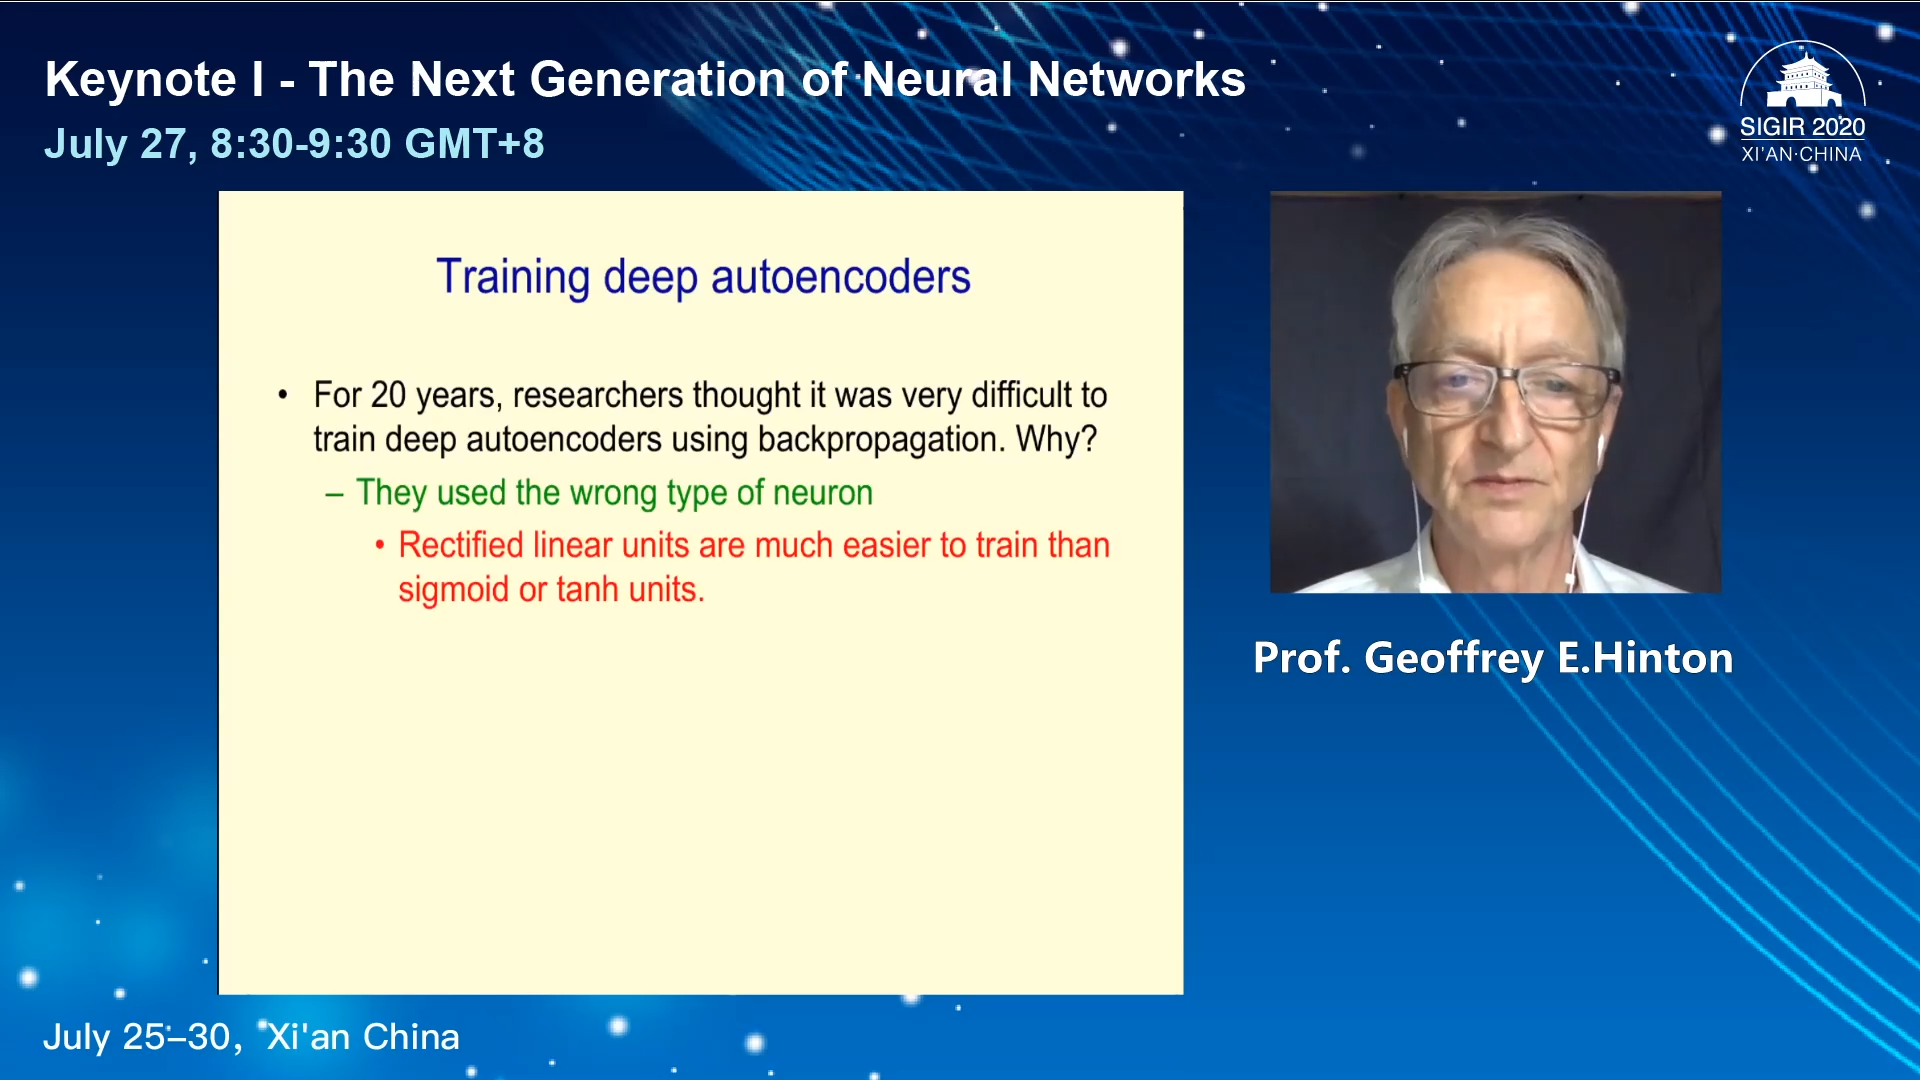 Keynote I - The Next Generation of Neural Networks
July 27, 8:30-9:30 GMT+8
SIGIR 2020
XI'AN·CHINA
Training deep autoencoders
• For 20 years, researchers thought it was very difficult to
train deep autoencoders using backpropagation. Why?
– They used the wrong type of neuron
• Rectified linear units are much easier to train than
sigmoid or tanh units.
Prof. Geoffrey E.Hinton
July 25–30, Xi'an China